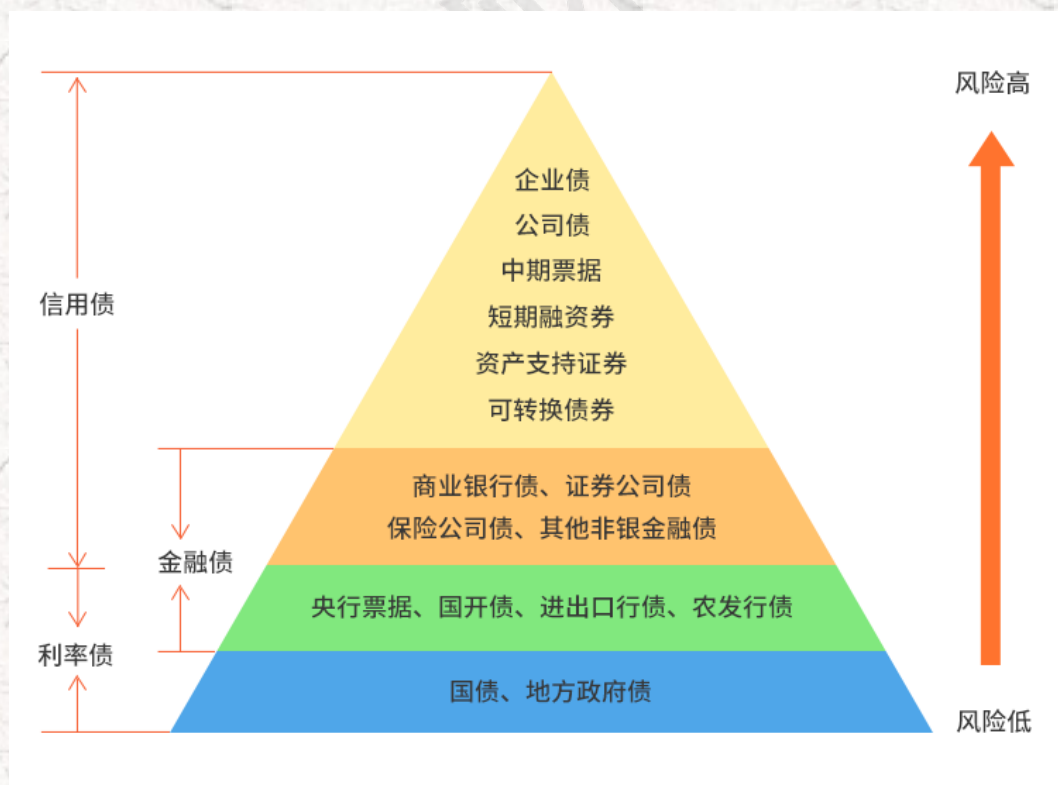 风险高
企业债
公司债
中期票据
信用债
短期融资券
资产支持证券
可转换债券
商业银行债、证券公司债
保险公司债、其他非银金融债
金融债
央行票据、国开债、进出口行债、农发行债
利率债
国债、地方政府债
风险低